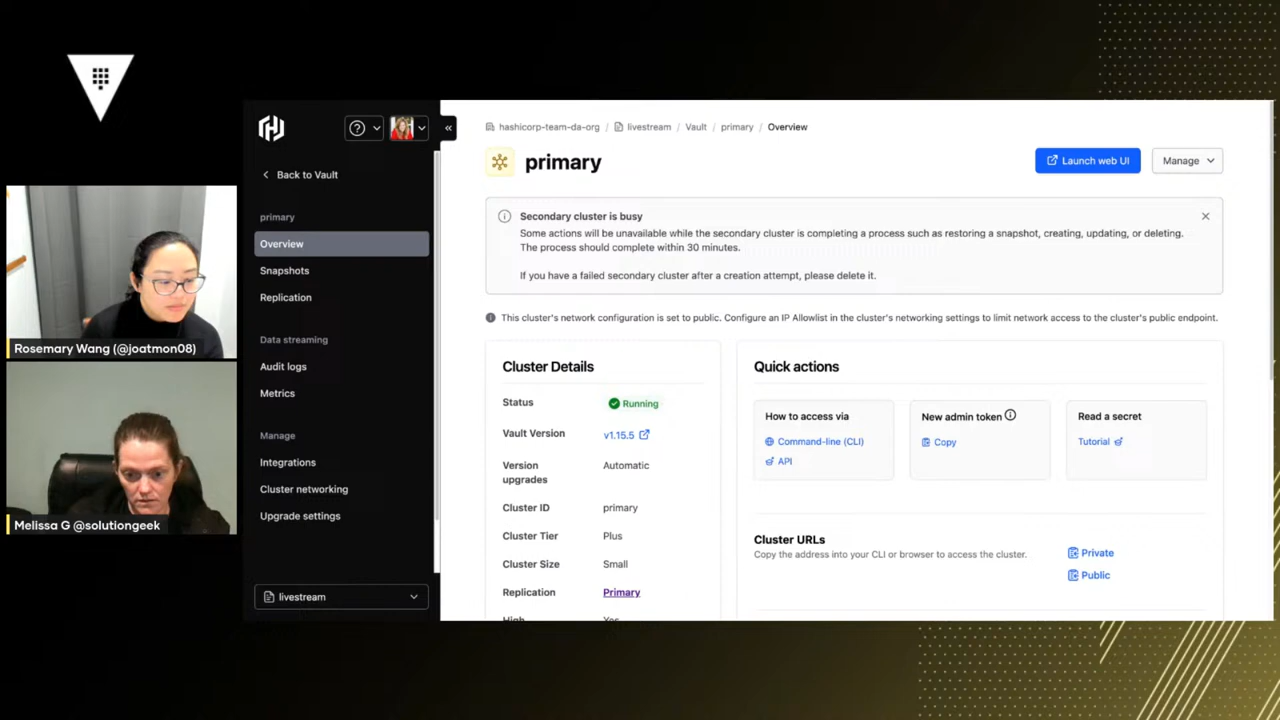 Rosemary Wang (@joatmon08)
Melissa G @solutiongeek
Back to Vault
primary
Overview
Snapshots
Replication
Data streaming
Audit logs
Metrics
Manage
Integrations
Cluster networking
Upgrade settings
livestream
hashicorp-team-da-org / livestream / Vault / primary / Overview
primary
Launch web UI
Manage
Secondary cluster is busy
Some actions will be unavailable while the secondary cluster is completing a process such as restoring a snapshot, creating, updating, or deleting.
The process should complete within 30 minutes.
If you have a failed secondary cluster after a creation attempt, please delete it.
This cluster's network configuration is set to public. Configure an IP Allowlist in the cluster's networking settings to limit network access to the cluster's public endpoint.
Cluster Details
Status Running
Vault Version v1.15.5
Version Automatic
upgrades
Cluster ID primary
Cluster Tier Plus
Cluster Size Small
Replication Primary
High Yes
Quick actions
How to access via
Command-line (CLI)
API
New admin token
Copy
Read a secret
Tutorial
Cluster URLs
Copy the address into your CLI or browser to access the cluster.
Private
Public